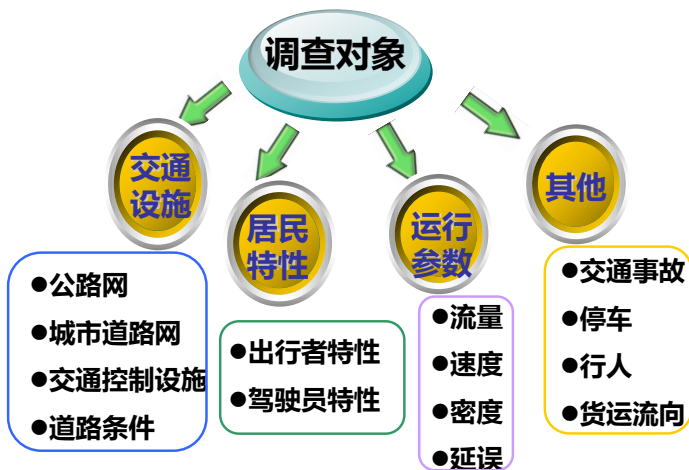 调查对象
交通
设施
居民
特性
运行
参数
其他
●公路网
●城市道路网
●交通控制设施
●道路条件
●出行者特性
●驾驶员特性
●流量
●速度
●密度
●延误
●交通事故
●停车
●行人
●货运流向